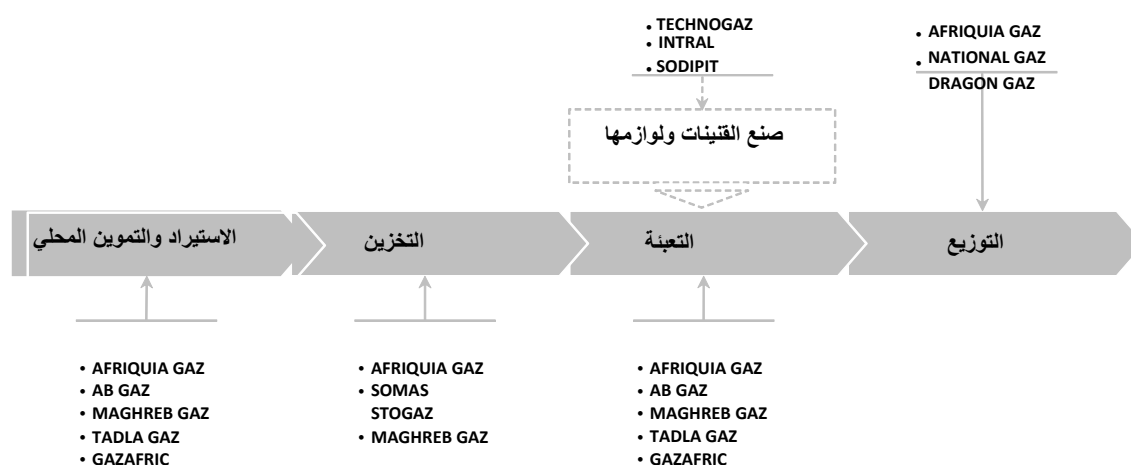 • TECHNOGAZ
• INTRAL
• SODIPIT
• AFRIQUIA GAZ
• NATIONAL GAZ
DRAGON GAZ
صنع القنينات ولوازمها
الاستيراد والتموين المحلي
التخزين
التعبئة
التوزيع
• AFRIQUIA GAZ
• AB GAZ
• MAGHREB GAZ
• TADLA GAZ
• GAZAFRIC
• AFRIQUIA GAZ
• SOMAS
STOGAZ
• MAGHREB GAZ
• AFRIQUIA GAZ
• AB GAZ
• MAGHREB GAZ
• TADLA GAZ
• GAZAFRIC